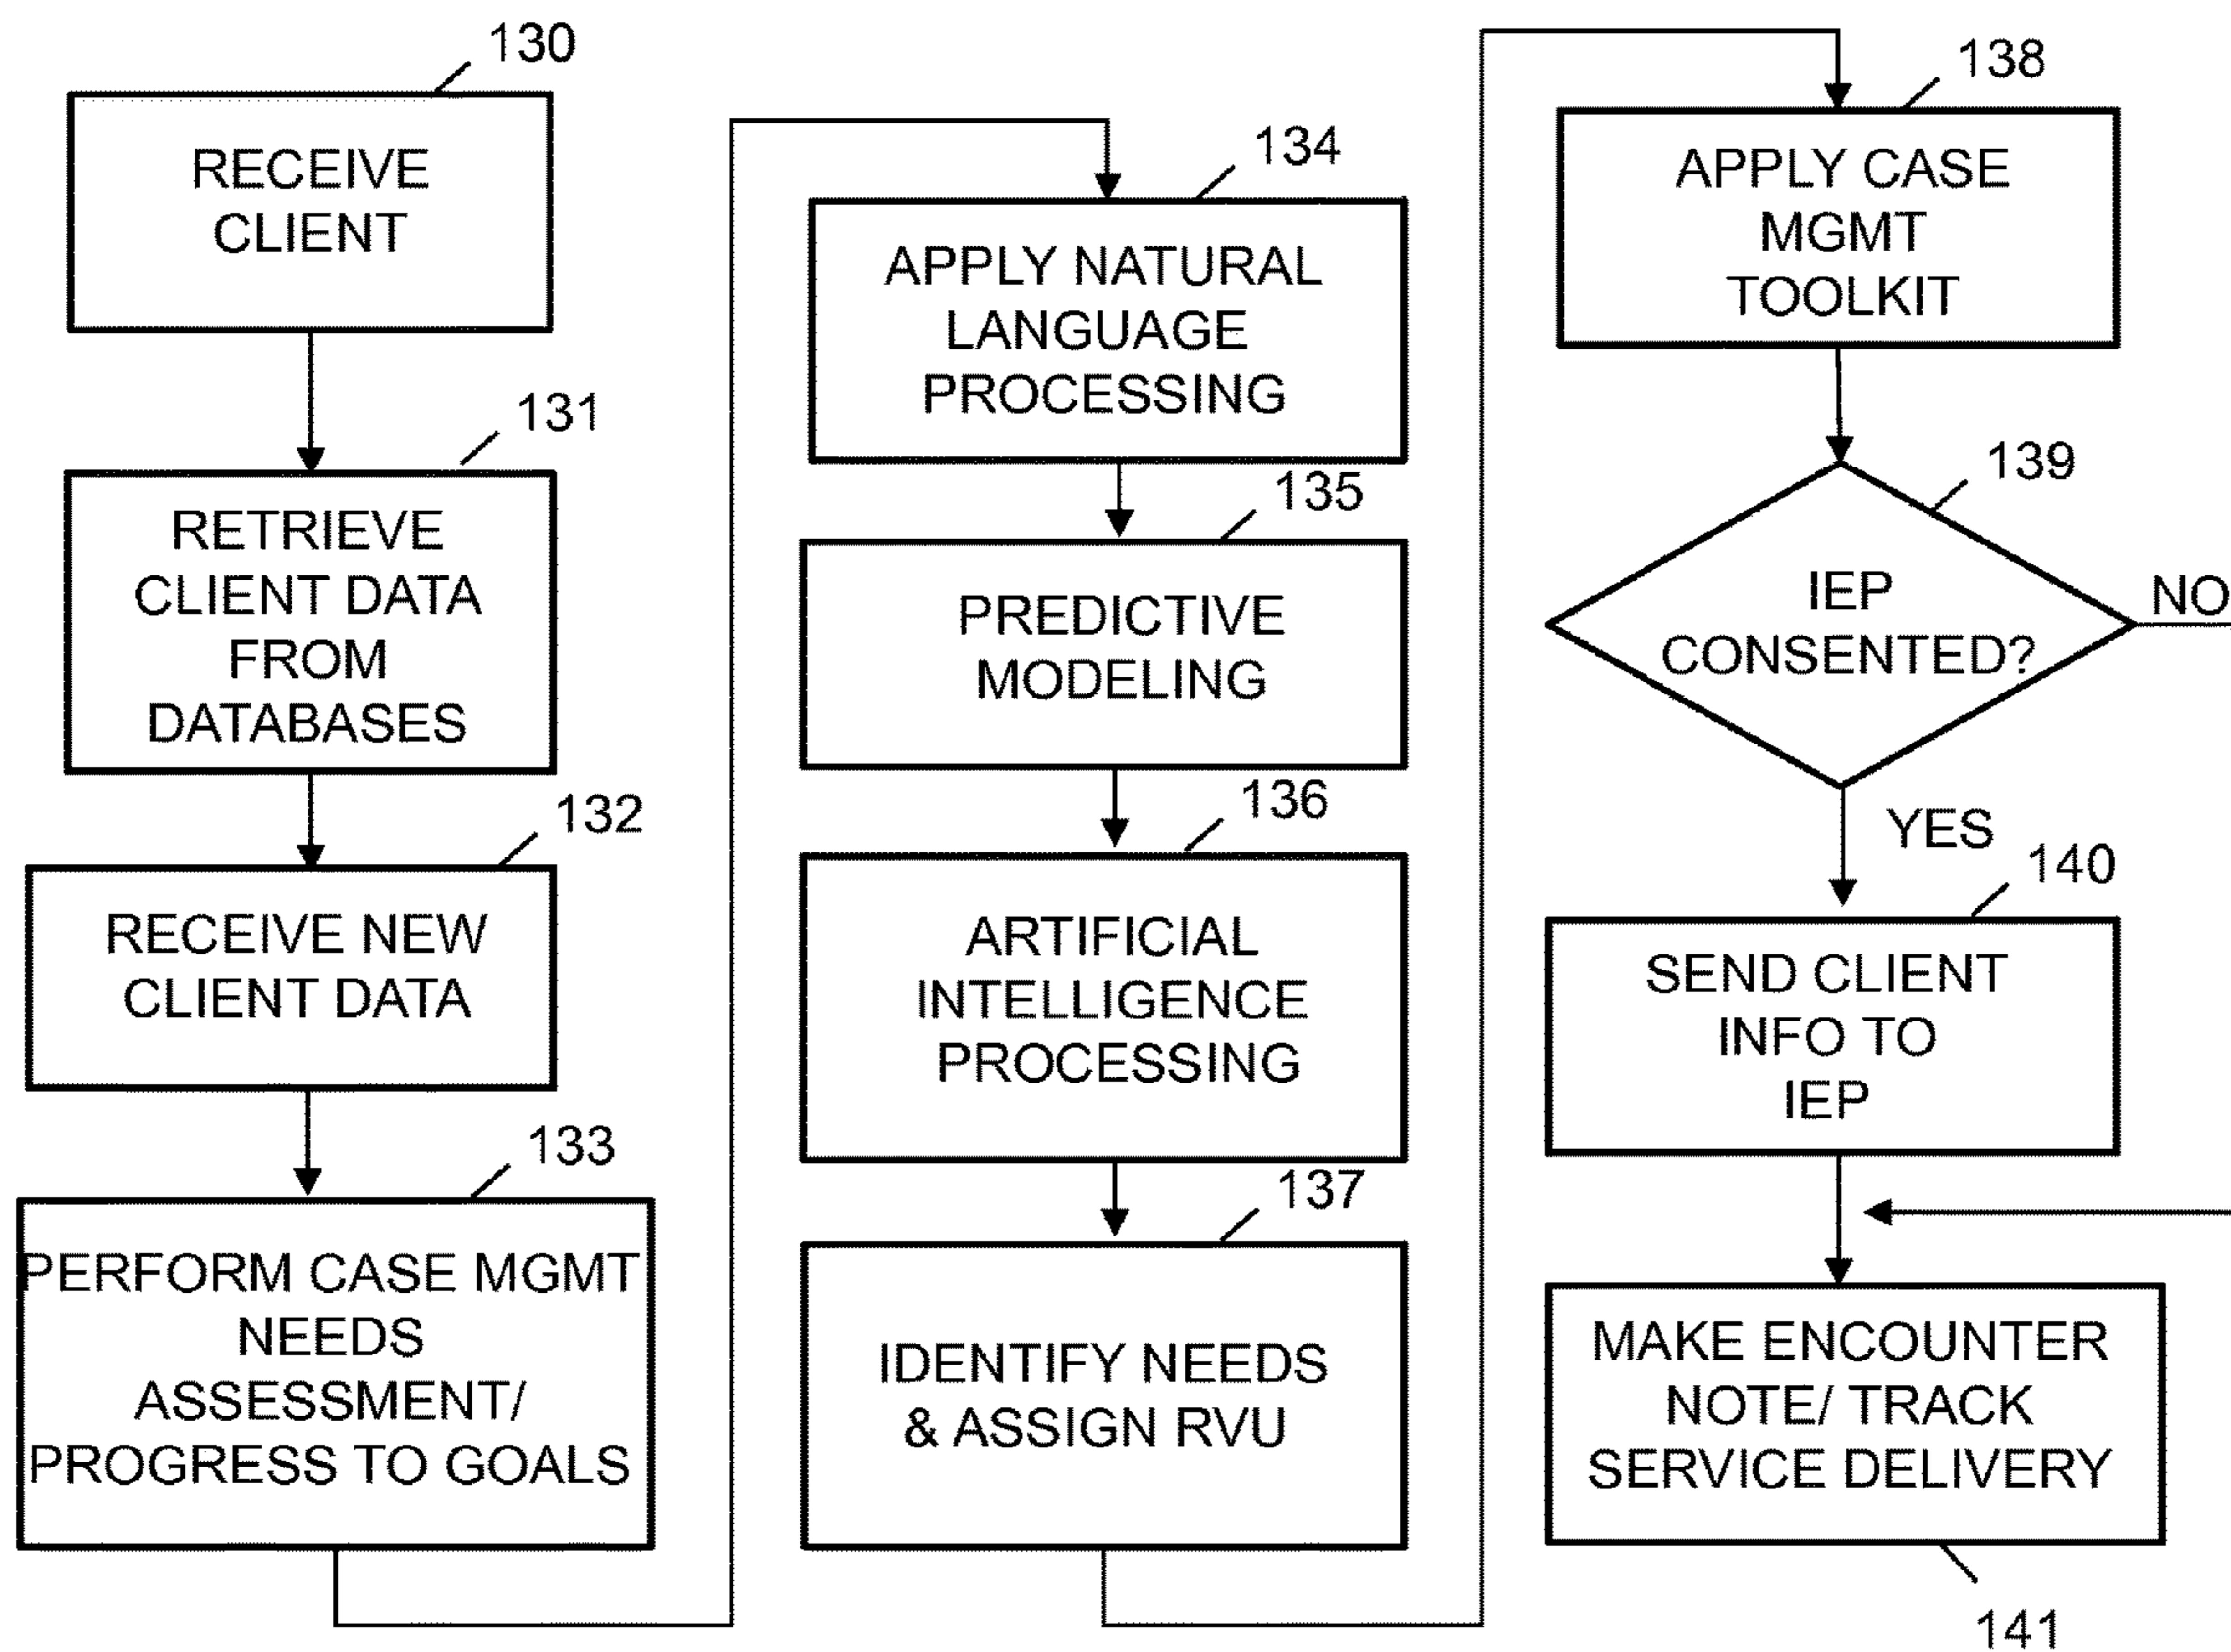 130
RECEIVE
CLIENT
131
RETRIEVE
CLIENT DATA
FROM
DATABASES
132
RECEIVE NEW
CLIENT DATA
133
PERFORM CASE MGMT
NEEDS
ASSESSMENT/
PROGRESS TO GOALS
134
APPLY NATURAL
LANGUAGE
PROCESSING
135
PREDICTIVE
MODELING
136
ARTIFICIAL
INTELLIGENCE
PROCESSING
137
IDENTIFY NEEDS
& ASSIGN RVU
138
APPLY CASE
MGMT
TOOLKIT
139
IEP
CONSENTED?
NO
YES
140
SEND CLIENT
INFO TO
IEP
MAKE ENCOUNTER
NOTE/ TRACK
SERVICE DELIVERY
141